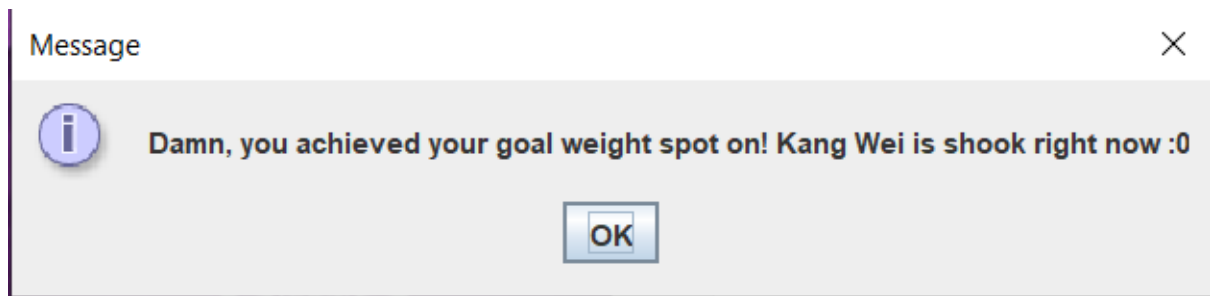 Message
Damn, you achieved your goal weight spot on! Kang Wei is shook right now :0
OK